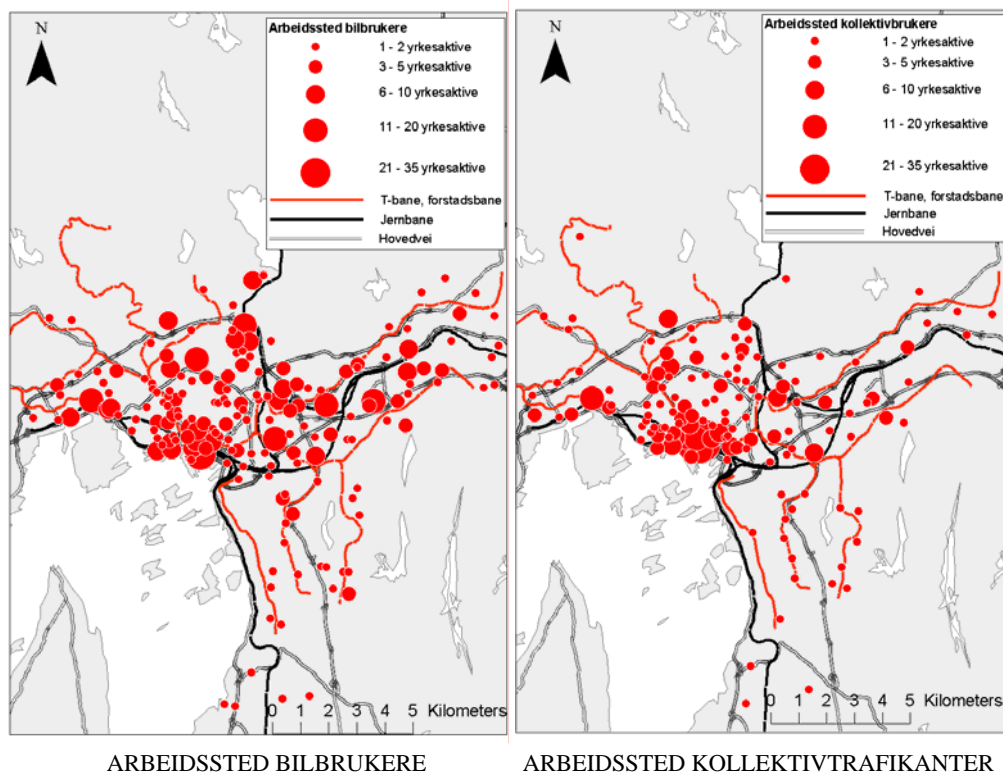 N
Arbeidssted bilbrukere
1 - 2 yrkesaktive
3 - 5 yrkesaktive
6 - 10 yrkesaktive
11 - 20 yrkesaktive
21 - 35 yrkesaktive
T-bane, forstadsbane
Jernbane
Hovedvei
0 1 2 3 4 5 Kilometers
N
Arbeidssted kollektivbrukere
1 - 2 yrkesaktive
3 - 5 yrkesaktive
6 - 10 yrkesaktive
11 - 20 yrkesaktive
21 - 35 yrkesaktive
T-bane, forstadsbane
Jernbane
Hovedvei
0 1 2 3 4 5 Kilometers
ARBEIDSSTED BILBRUKERE
ARBEIDSSTED KOLLEKTIVTRAFIKANTER